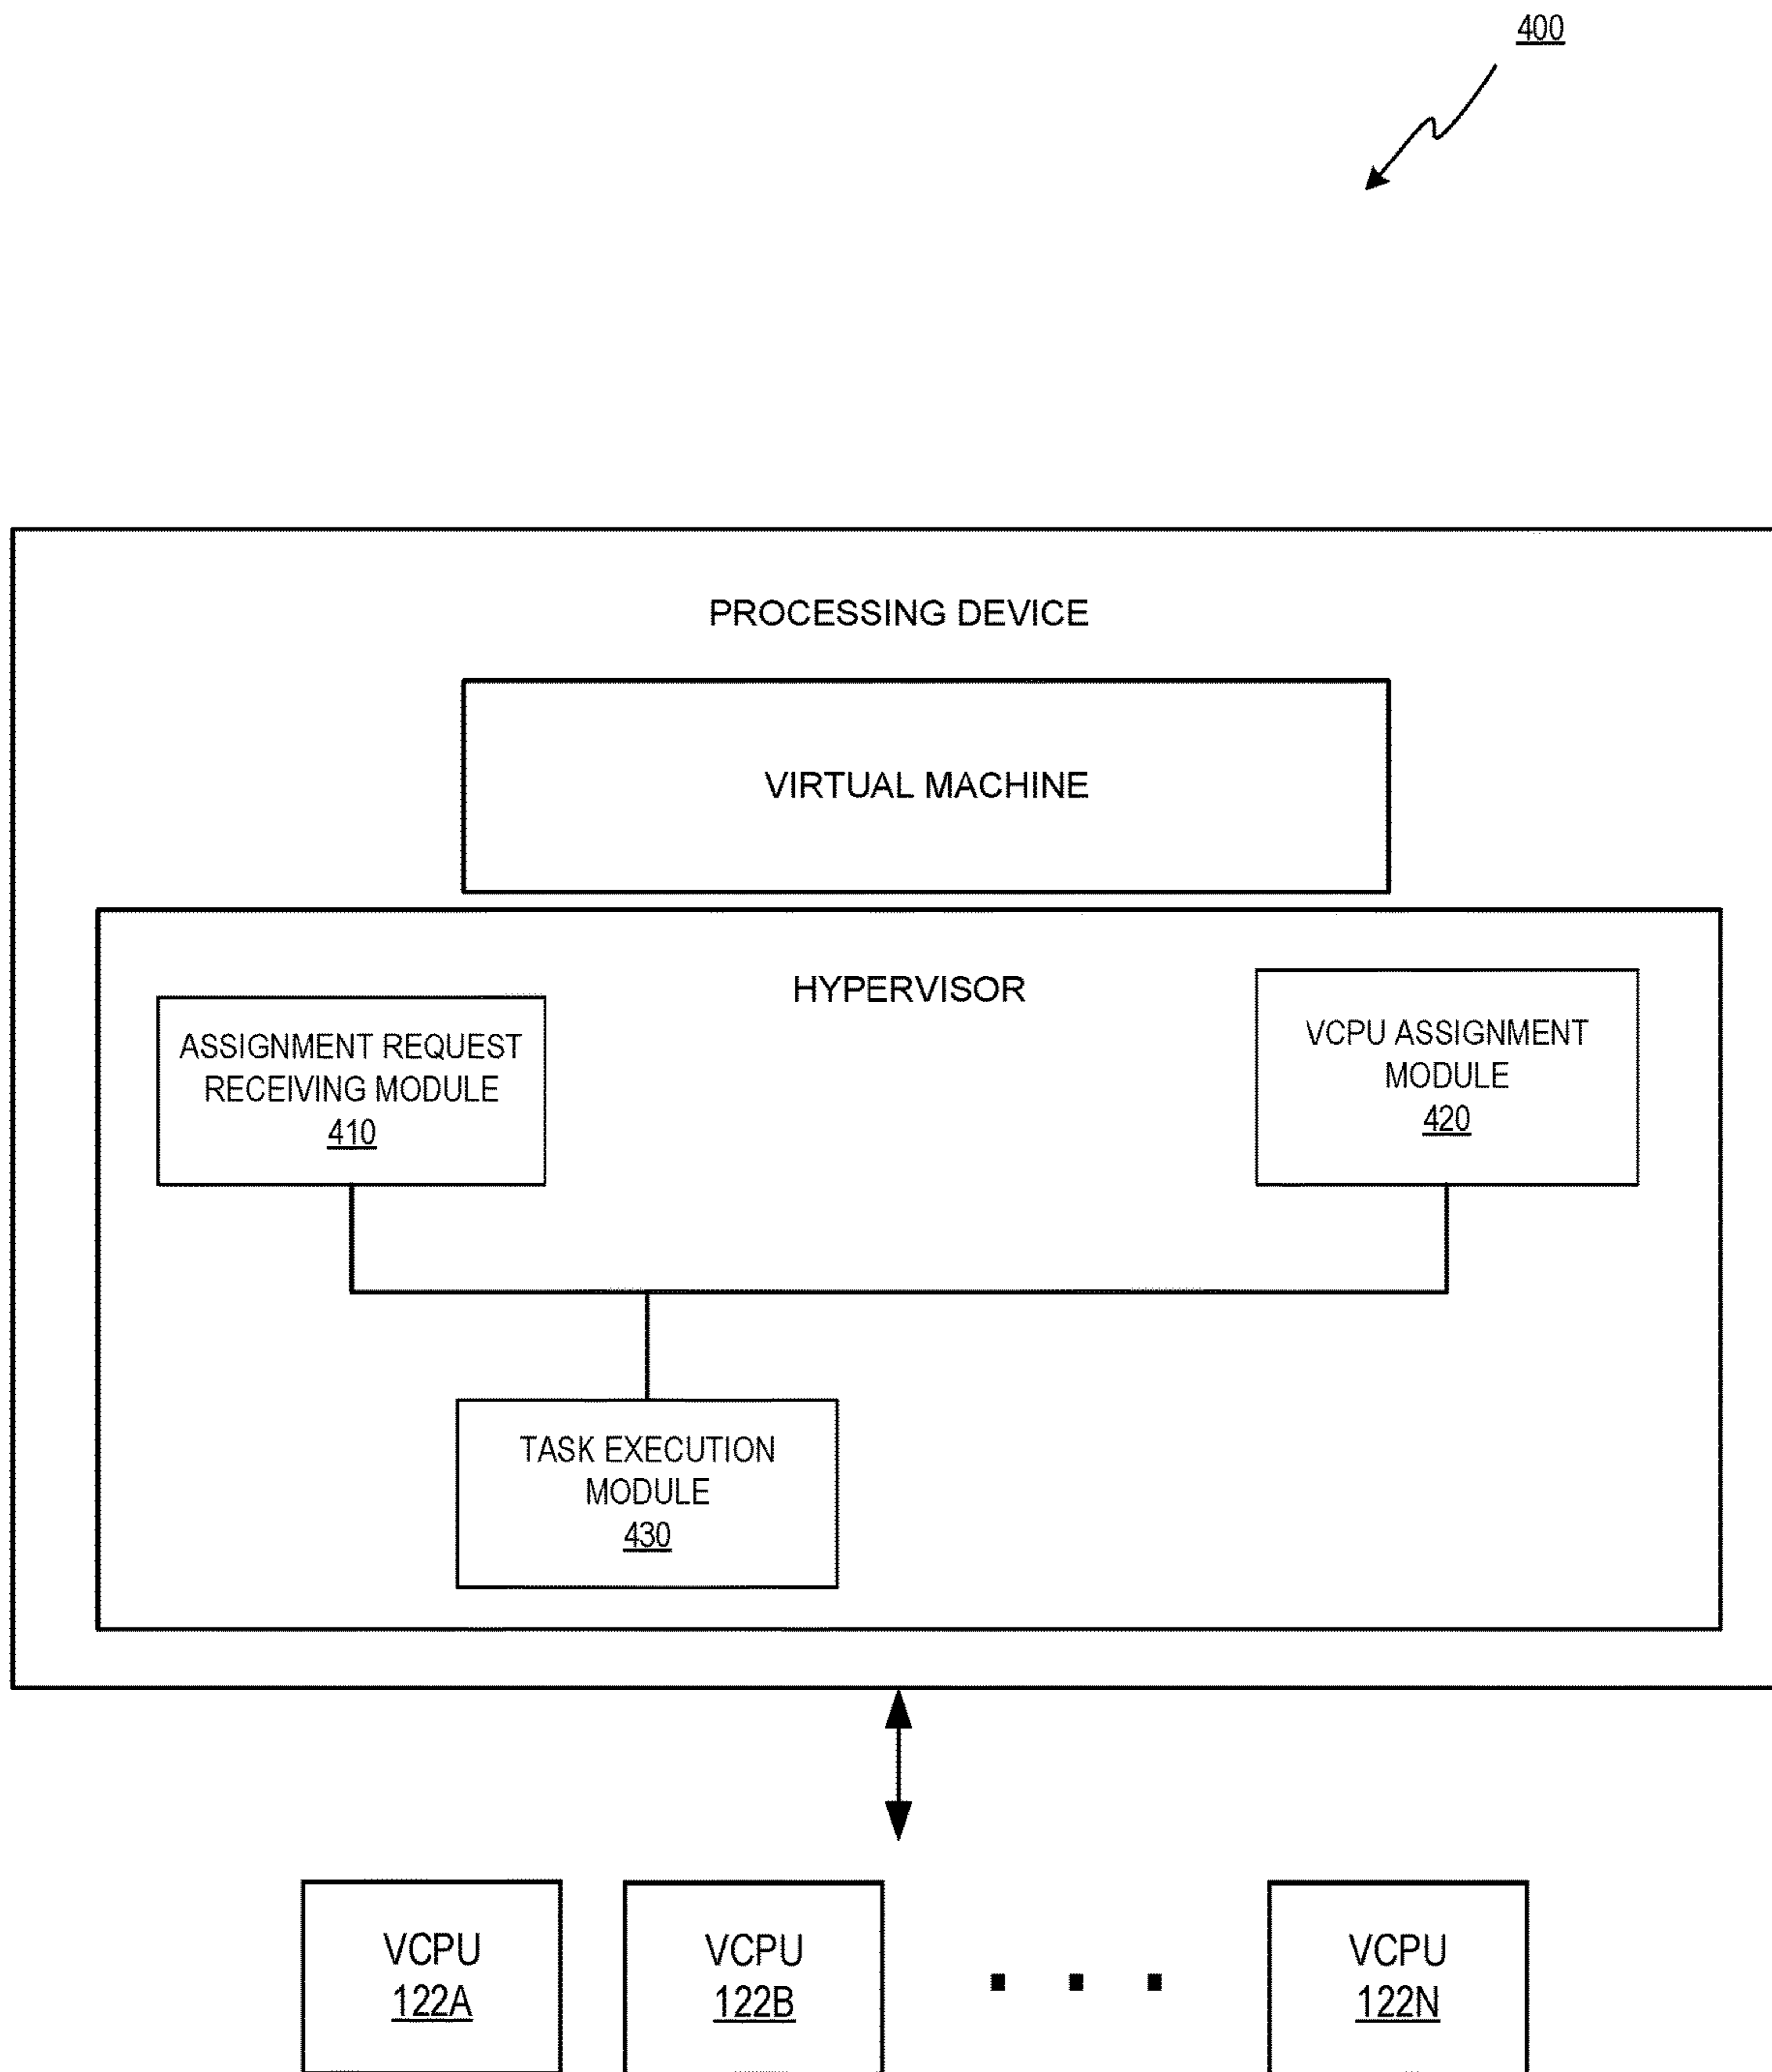 400
PROCESSING DEVICE
VIRTUAL MACHINE
HYPERVISOR
ASSIGNMENT REQUEST
RECEIVING MODULE
410
VCPU ASSIGNMENT
MODULE
420
TASK EXECUTION
MODULE
430
VCPU
122A
VCPU
122B
VCPU
122N